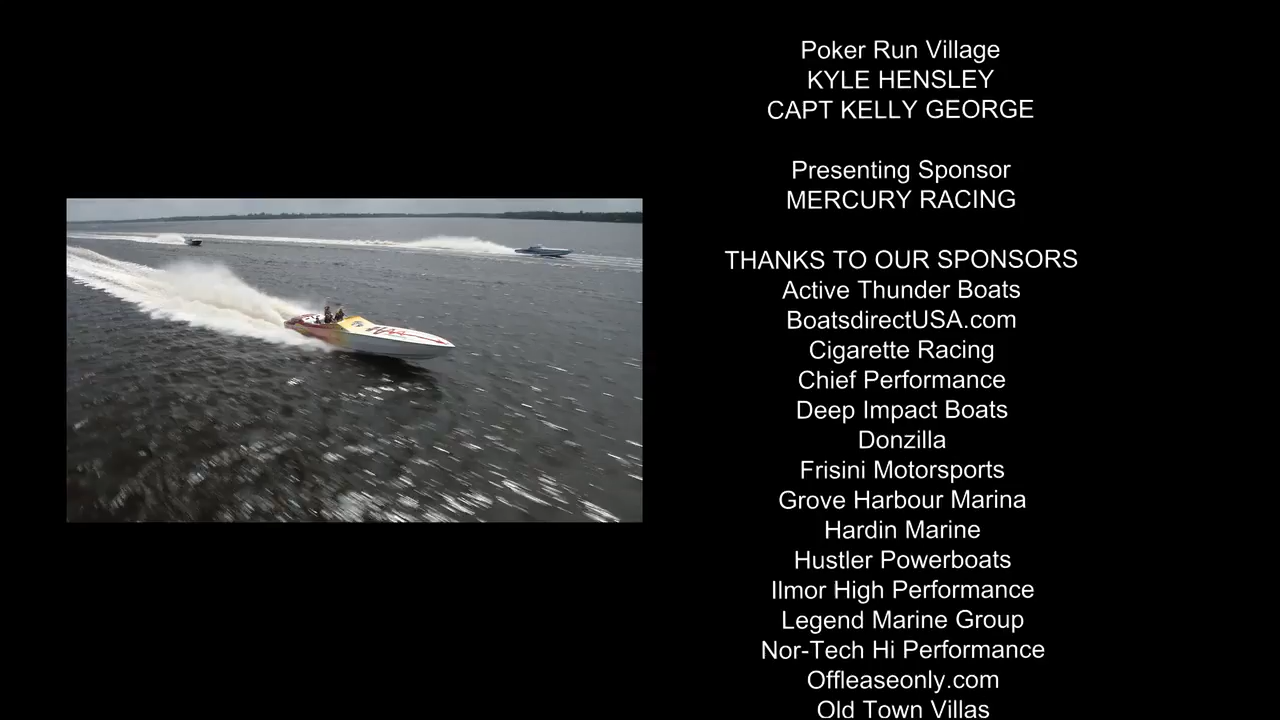 Poker Run Village
KYLE HENSLEY
CAPT KELLY GEORGE
Presenting Sponsor
MERCURY RACING
THANKS TO OUR SPONSORS
Active Thunder Boats
BoatsdirectUSA.com
Cigarette Racing
Chief Performance
Deep Impact Boats
Donzilla
Frisini Motorsports
Grove Harbour Marina
Hardin Marine
Hustler Powerboats
Ilmor High Performance
Legend Marine Group
Nor-Tech Hi Performance
Offleaseonly.com
Old Town Villas